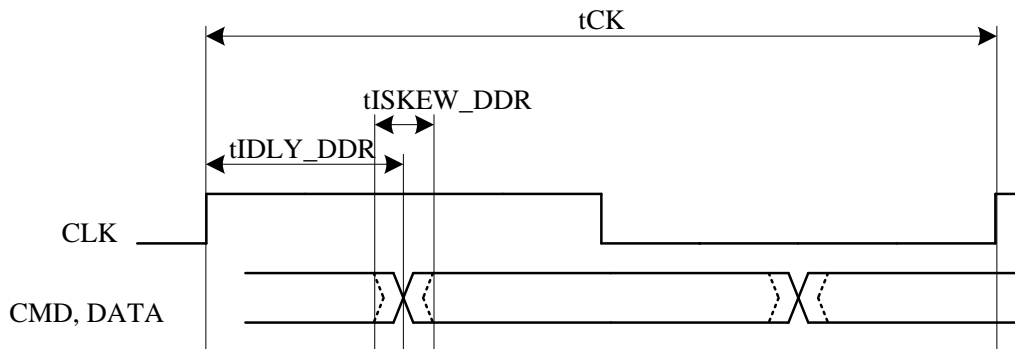 tCK
tISKEW_DDR
tIDLY_DDR
CLK
CMD, DATA